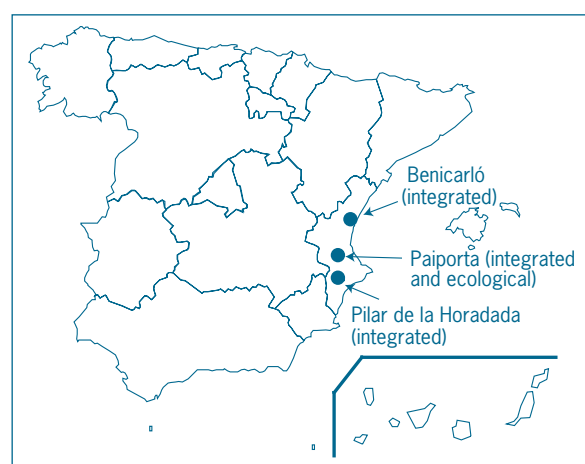 Benicarló
(integrated)
Paiporta (integrated
and ecological)
Pilar de la Horadada
(integrated)